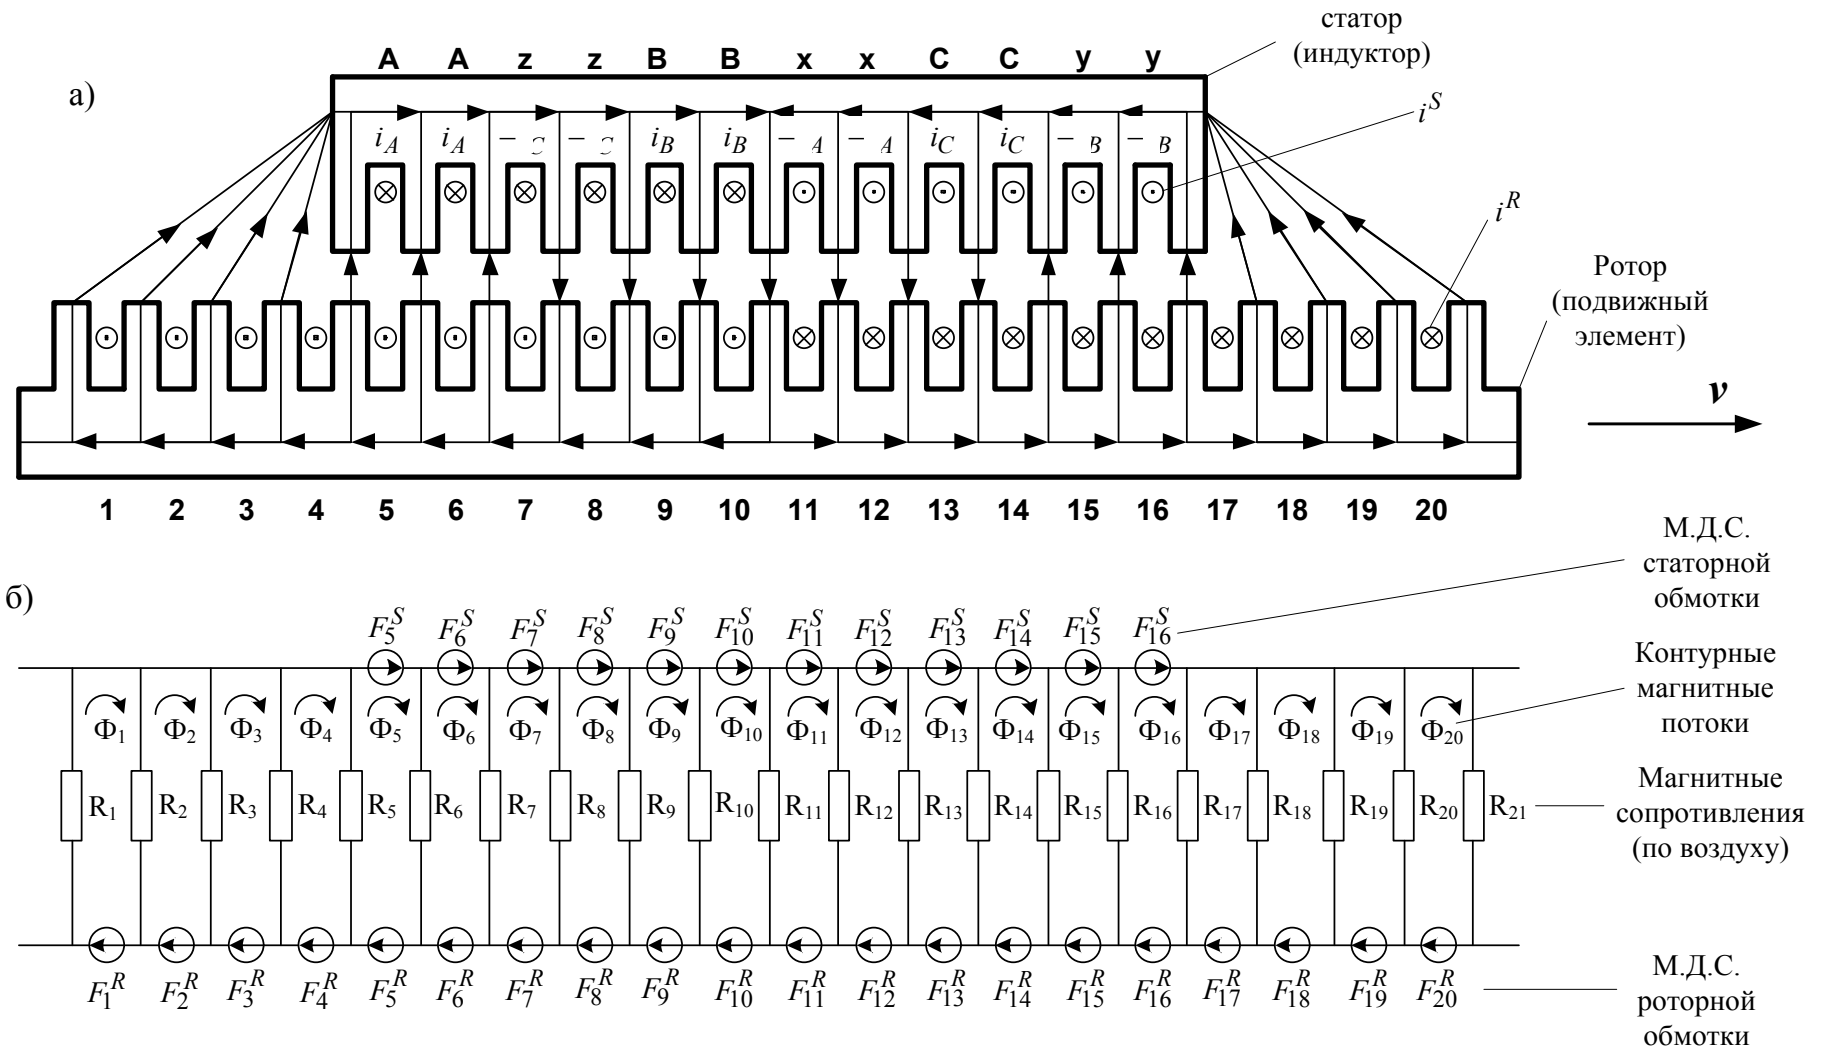 статор
(индуктор)
A A z z B B x x C C y y
а)
i^S
i_A i_A – _C – _C i_B i_B – _A – _A i_C i_C – _B – _B
i^R
Ротор
(подвижный
элемент)
v
1 2 3 4 5 6 7 8 9 10 11 12 13 14 15 16 17 18 19 20
М.Д.С.
статорной
обмотки
б)
F_5^S F_6^S F_7^S F_8^S F_9^S F_10^S F_11^S F_12^S F_13^S F_14^S F_15^S F_16^S
Контурные
магнитные
потоки
Φ_1 Φ_2 Φ_3 Φ_4 Φ_5 Φ_6 Φ_7 Φ_8 Φ_9 Φ_10 Φ_11 Φ_12 Φ_13 Φ_14 Φ_15 Φ_16 Φ_17 Φ_18 Φ_19 Φ_20
R_1 R_2 R_3 R_4 R_5 R_6 R_7 R_8 R_9 R_10 R_11 R_12 R_13 R_14 R_15 R_16 R_17 R_18 R_19 R_20 R_21
Магнитные
сопротивления
(по воздуху)
F_1^R F_2^R F_3^R F_4^R F_5^R F_6^R F_7^R F_8^R F_9^R F_10^R F_11^R F_12^R F_13^R F_14^R F_15^R F_16^R F_17^R F_18^R F_19^R F_20^R
М.Д.С.
роторной
обмотки